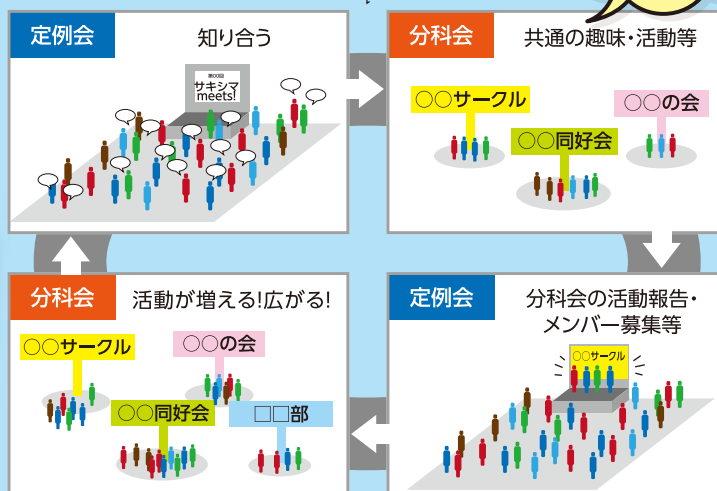 定例会
知り合う
第00回
サキシマ
meets!
分科会
共通の趣味・活動等
○○サークル
○○同好会
○○の会
分科会
活動が増える!広がる!
○○サークル
○○の会
○○同好会
□□部
定例会
分科会の活動報告・
メンバー募集等
○○サークル